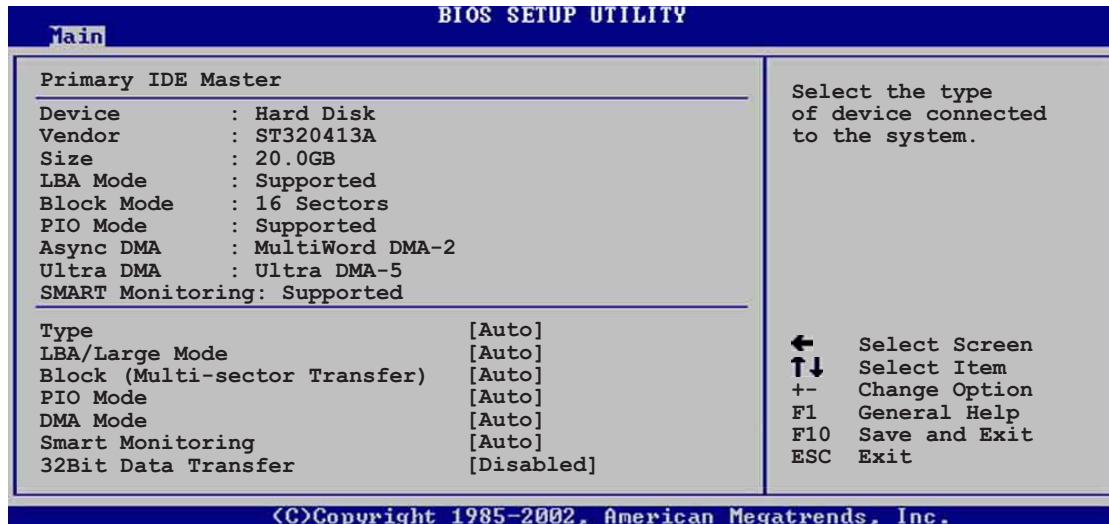 BIOS SETUP UTILITY
Main
Primary IDE Master
Device : Hard Disk
Vendor : ST320413A
Size : 20.0GB
LBA Mode : Supported
Block Mode : 16 Sectors
PIO Mode : Supported
Async DMA : MultiWord DMA-2
Ultra DMA : Ultra DMA-5
SMART Monitoring: Supported
Type [Auto]
LBA/Large Mode [Auto]
Block (Multi-sector Transfer) [Auto]
PIO Mode [Auto]
DMA Mode [Auto]
Smart Monitoring [Auto]
32Bit Data Transfer [Disabled]
Select the type
of device connected
to the system.
← Select Screen
↑↓ Select Item
+- Change Option
F1 General Help
F10 Save and Exit
ESC Exit
(C)Copyright 1985-2002, American Megatrends, Inc.